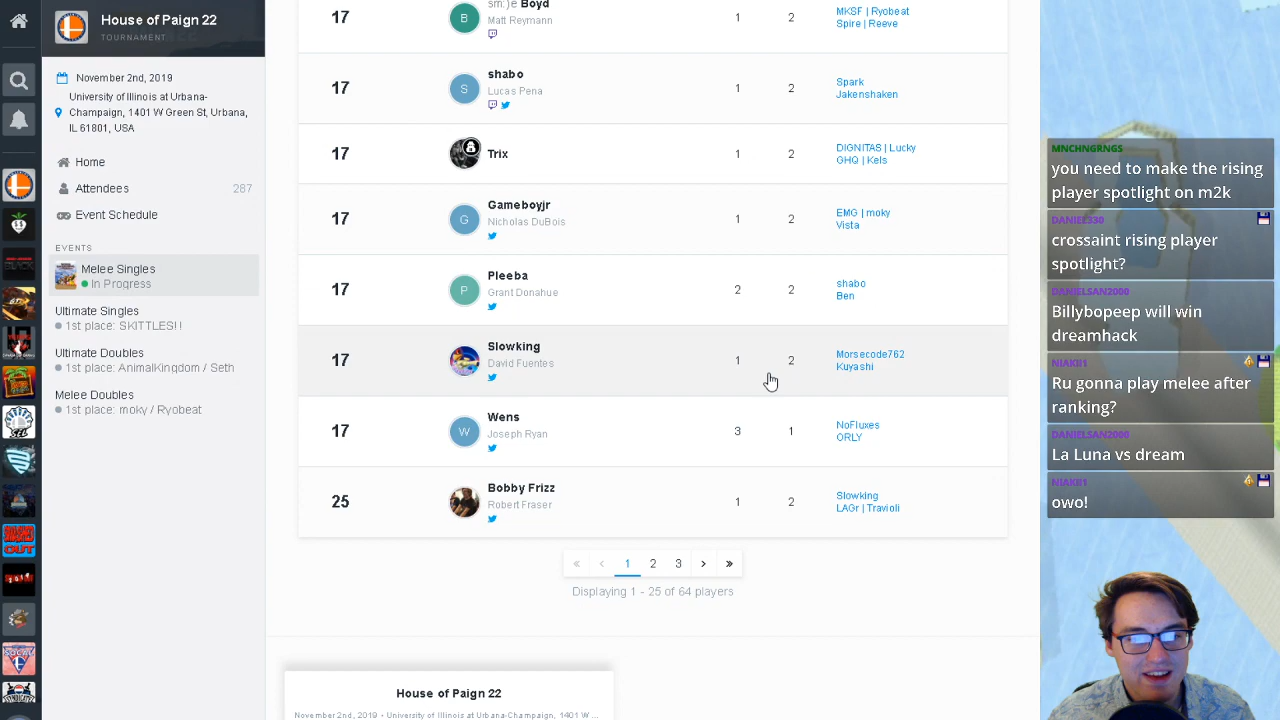 House of Paign 22
TOURNAMENT
November 2nd, 2019
University of Illinois at Urbana-
Champaign, 1401 W Green St, Urbana,
IL 61801, USA
Home
Attendees 287
Event Schedule
EVENTS
Melee Singles
In Progress
Ultimate Singles
1st place: SKITTLES!!
Ultimate Doubles
1st place: AnimalKingdom / Seth
Melee Doubles
1st place: moky / Ryobeat
17 B sm:)e Boyd 1 2 MKSF | Ryobeat
Matt Reymann Spire | Reeve
17 S shabo 1 2 Spark
Lucas Pena Jakenshaken
17 Trix 1 2 DIGNITAS | Lucky
GHQ | Kels
17 G Gameboyjr 1 2 EMG | moky
Nicholas DuBois Vista
17 P Pleeba 2 2 shabo
Grant Donahue Ben
17 Slowking 1 2 Morsecode762
David Fuentes Kuyashi
17 W Wens 3 1 NoFluxes
Joseph Ryan ORLY
25 Bobby Frizz 1 2 Slowking
Robert Fraser LAGr | Travioli
« ‹ 1 2 3 › »
Displaying 1 - 25 of 64 players
House of Paign 22
November 2nd, 2019 • University of Illinois at Urbana-Champaign, 1401 W ...
MNCHNGRNGS
you need to make the rising
player spotlight on m2k
DANIEL330
crossaint rising player
spotlight?
DANIELSAN2000
Billybopeep will win
dreamhack
NIAKI1
Ru gonna play melee after
ranking?
DANIELSAN2000
La Luna vs dream
NIAKI1
owo!